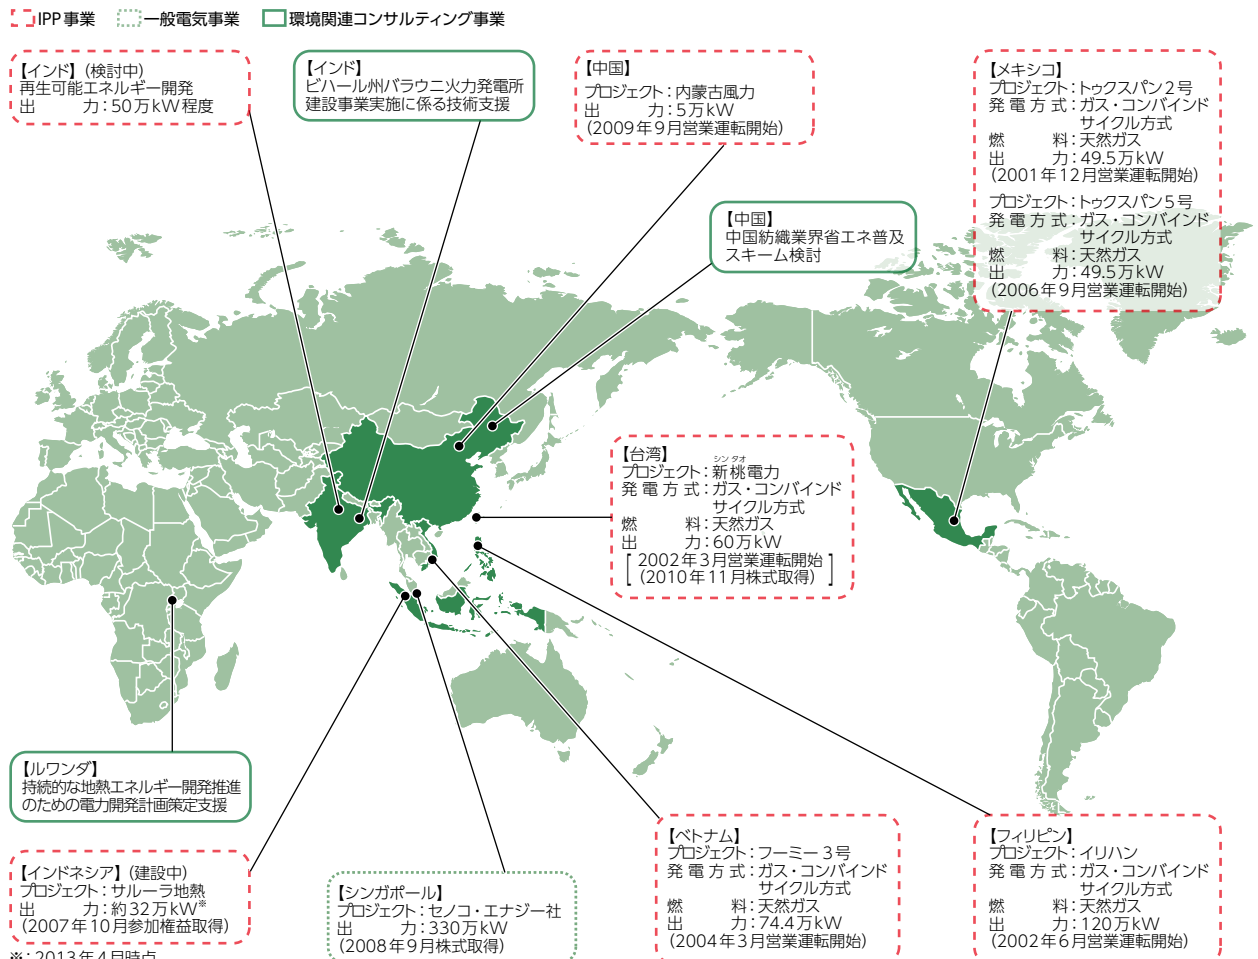 IPP事業 一般電気事業 環境関連コンサルティング事業
【インド】(検討中)
再生可能エネルギー開発
出　　力：50万kW程度
【インド】
ビハール州バラウニ火力発電所
建設事業実施に係る技術支援
【中国】
プロジェクト：内蒙古風力
出　　力：5万kW
(2009年9月営業運転開始)
【メキシコ】
プロジェクト：トゥクスパン2号
発電方式：ガス・コンバインド
サイクル方式
燃　　料：天然ガス
出　　力：49.5万kW
(2001年12月営業運転開始)
プロジェクト：トゥクスパン5号
発電方式：ガス・コンバインド
サイクル方式
燃　　料：天然ガス
出　　力：49.5万kW
(2006年9月営業運転開始)
【中国】
中国紡織業界省エネ普及
スキーム検討
【台湾】
シンタオ
プロジェクト：新桃電力
発電方式：ガス・コンバインド
サイクル方式
燃　　料：天然ガス
出　　力：60万kW
[2002年3月営業運転開始
(2010年11月株式取得)]
【ルワンダ】
持続的な地熱エネルギー開発推進
のための電力開発計画策定支援
【インドネシア】(建設中)
プロジェクト：サルーラ地熱
出　　力：約32万kW※
(2007年10月参加権益取得)
※：2013年4月時点
【シンガポール】
プロジェクト：セノコ・エナジー社
出　　力：330万kW
(2008年9月株式取得)
【ベトナム】
プロジェクト：フーミー3号
発電方式：ガス・コンバインド
サイクル方式
燃　　料：天然ガス
出　　力：74.4万kW
(2004年3月営業運転開始)
【フィリピン】
プロジェクト：イリハン
発電方式：ガス・コンバインド
サイクル方式
燃　　料：天然ガス
出　　力：120万kW
(2002年6月営業運転開始)